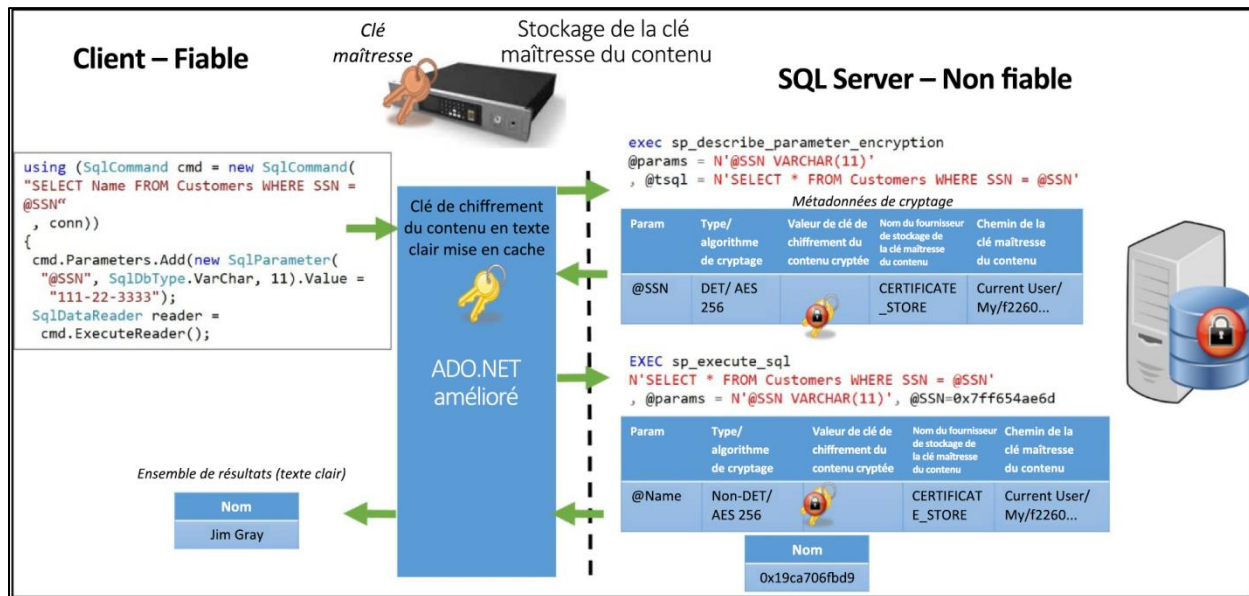 Client – Fiable
Clé
maîtresse
Stockage de la clé
maîtresse du contenu
SQL Server – Non fiable
using (SqlCommand cmd = new SqlCommand(
"SELECT Name FROM Customers WHERE SSN =
@SSN“
, conn))
{
cmd.Parameters.Add(new SqlParameter(
"@SSN", SqlDbType.VarChar, 11).Value =
"111-22-3333");
SqlDataReader reader =
cmd.ExecuteReader();
Clé de chiffrement
du contenu en texte
clair mise en cache
ADO.NET
amélioré
exec sp_describe_parameter_encryption
@params = N'@SSN VARCHAR(11)'
, @tsql = N'SELECT * FROM Customers WHERE SSN = @SSN'
Métadonnées de cryptage
Param
Type/
algorithme
de cryptage
Valeur de clé de
chiffrement du
contenu cryptée
Nom du fournisseur
de stockage de
la clé maîtresse
du contenu
Chemin de la
clé maîtresse
du contenu
@SSN
DET/ AES
256
CERTIFICATE
_STORE
Current User/
My/f2260...
EXEC sp_execute_sql
N'SELECT * FROM Customers WHERE SSN = @SSN'
, @params = N'@SSN VARCHAR(11)', @SSN=0x7ff654ae6d
Param
Type/
algorithme
de cryptage
Valeur de clé de
chiffrement du
contenu cryptée
Nom du fournisseur
de stockage de
la clé maîtresse
du contenu
Chemin de la
clé maîtresse
du contenu
@Name
Non-DET/
AES 256
CERTIFICAT
E_STORE
Current User/
My/f2260...
Ensemble de résultats (texte clair)
Nom
Jim Gray
Nom
0x19ca706fbd9